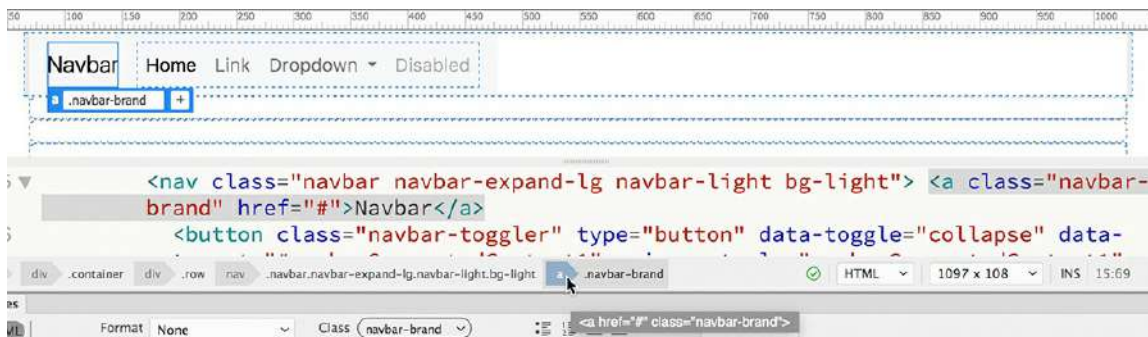 50 100 150 200 250 300 350 400 450 500 550 600 650 700 750 800 850 900 950 1000
Navbar Home Link Dropdown Disabled
a .navbar-brand +
<nav class="navbar navbar-expand-lg navbar-light bg-light"> <a class="navbar-
brand" href="#">Navbar</a>
<button class="navbar-toggler" type="button" data-toggle="collapse" data-
div .container div .row nav .navbar.navbar-expand-lg.navbar-light.bg-light a .navbar-brand HTML 1097 x 108 INS 15:69
Format None Class navbar-brand
<a href="#" class="navbar-brand">